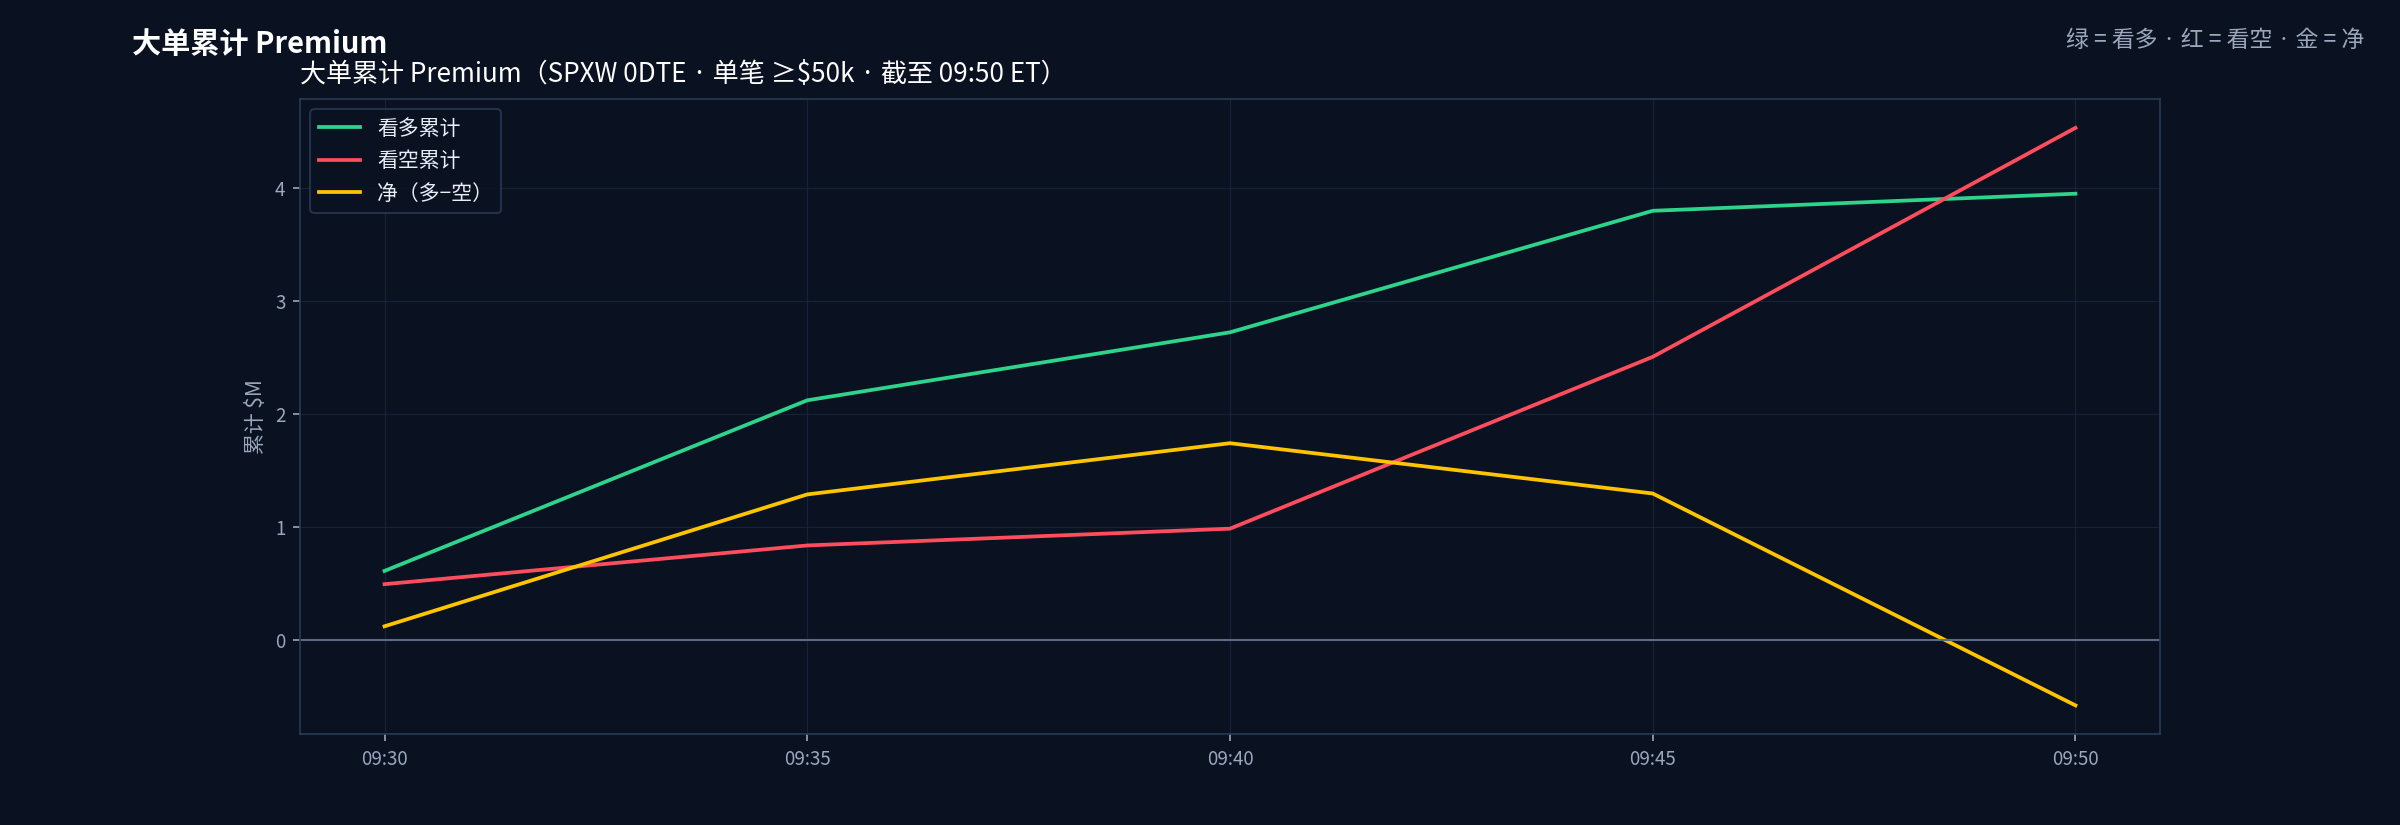 大单累计 Premium
绿 = 看多 · 红 = 看空 · 金 = 净
大单累计 Premium（SPXW 0DTE · 单笔 ≥$50k · 截至 09:50 ET）
看多累计
看空累计
净（多−空）
累计 $M
4
3
2
1
0
09:30
09:35
09:40
09:45
09:50